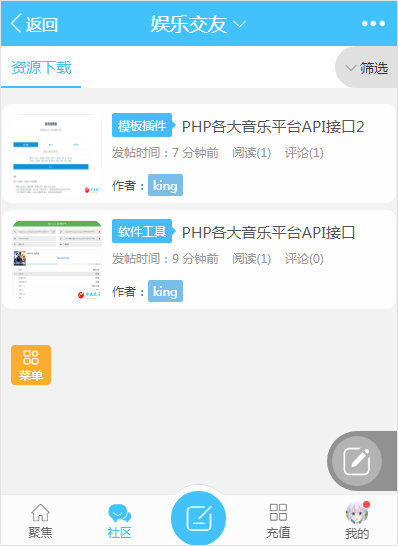 返回
娱乐交友
资源下载
筛选
模板插件 PHP各大音乐平台API接口2
发帖时间：7 分钟前 阅读(1) 评论(1)
作者：king
软件工具 PHP各大音乐平台API接口
发帖时间：9 分钟前 阅读(1) 评论(0)
作者：king
菜单
聚焦
社区
充值
我的